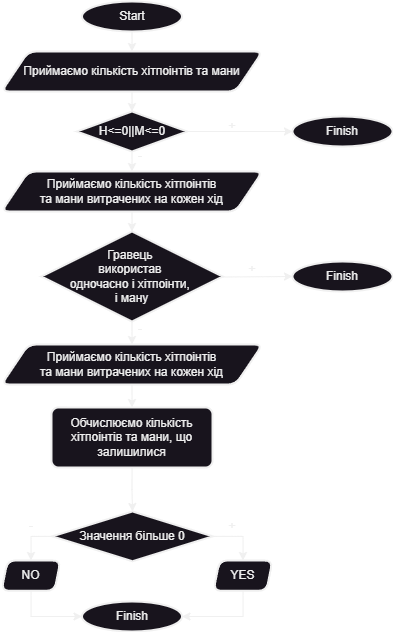 Start
Приймаємо кількість хітпоінтів та мани
H<=0||M<=0
+
Finish
-
Приймаємо кількість хітпоінтів
та мани витрачених на кожен хід
Гравець
використав
одночасно і хітпоінти,
і ману
+
Finish
-
Приймаємо кількість хітпоінтів
та мани витрачених на кожен хід
Обчислюємо кількість
хітпоінтів та мани, що
залишилися
Значення більше 0
-
+
NO
YES
Finish